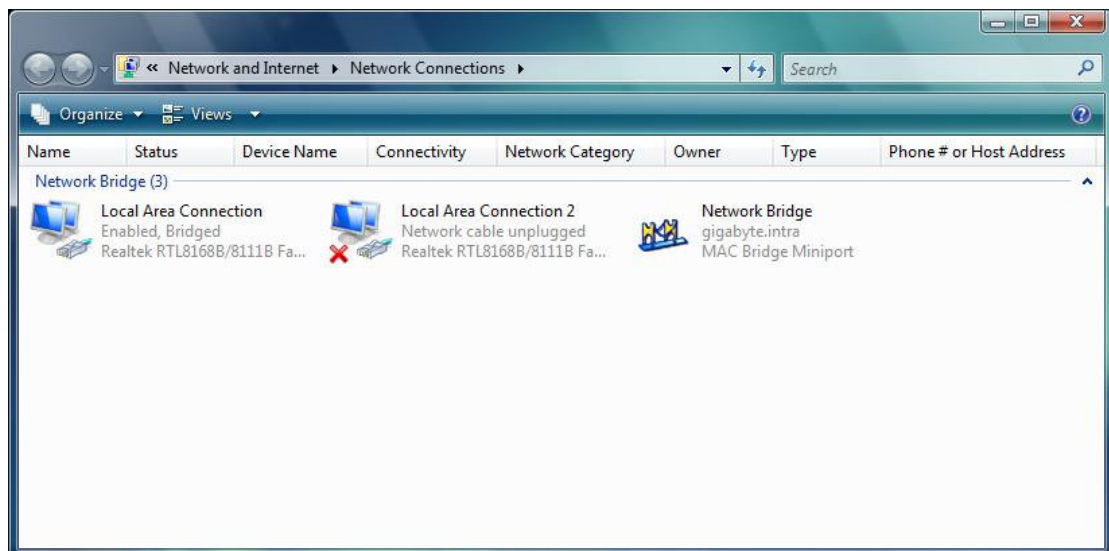 « Network and Internet ▸ Network Connections ▸ Search
Organize Views
Name Status Device Name Connectivity Network Category Owner Type Phone # or Host Address
Network Bridge (3)
Local Area Connection
Enabled, Bridged
Realtek RTL8168B/8111B Fa...
Local Area Connection 2
Network cable unplugged
Realtek RTL8168B/8111B Fa...
Network Bridge
gigabyte.intra
MAC Bridge Miniport